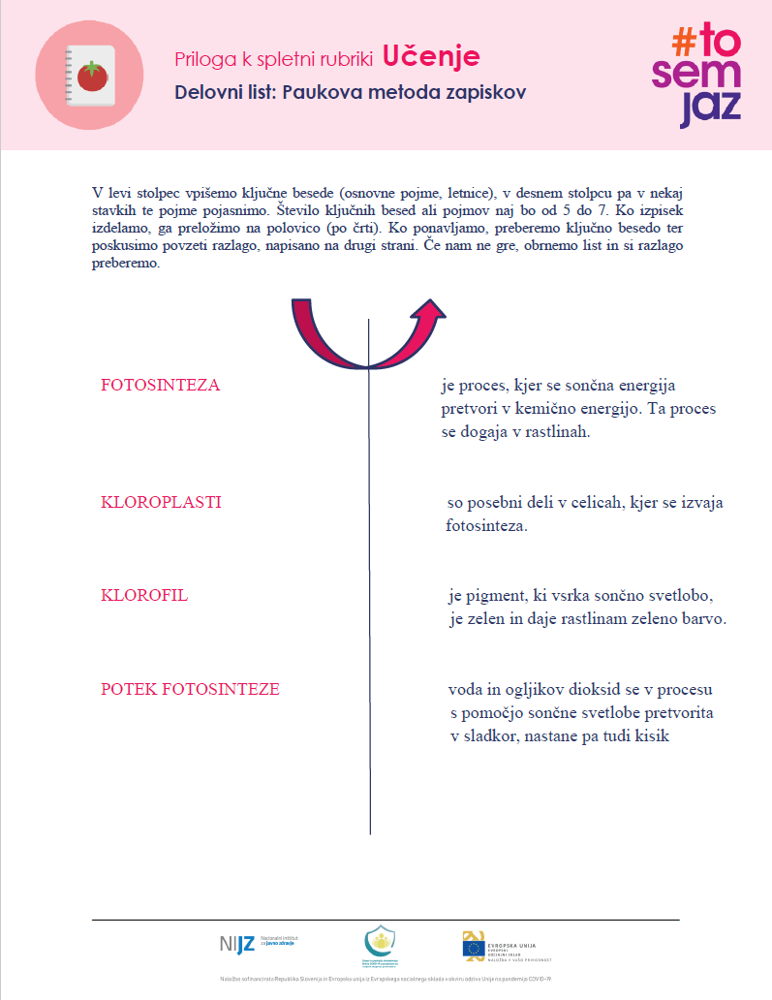 Priloga k spletni rubriki Učenje
Delovni list: Paukova metoda zapiskov
#to
sem
jaz
V levi stolpec vpišemo ključne besede (osnovne pojme, letnice), v desnem stolpcu pa v nekaj
stavkih te pojme pojasnimo. Število ključnih besed ali pojmov naj bo od 5 do 7. Ko izpisek
izdelamo, ga preložimo na polovico (po črti). Ko ponavljamo, preberemo ključno besedo ter
poskusimo povzeti razlago, napisano na drugi strani. Če nam ne gre, obrnemo list in si razlago
preberemo.
FOTOSINTEZA
je proces, kjer se sončna energija
pretvori v kemično energijo. Ta proces
se dogaja v rastlinah.
KLOROPLASTI
so posebni deli v celicah, kjer se izvaja
fotosinteza.
KLOROFIL
je pigment, ki vsrka sončno svetlobo,
je zelen in daje rastlinam zeleno barvo.
POTEK FOTOSINTEZE
voda in ogljikov dioksid se v procesu
s pomočjo sončne svetlobe pretvorita
v sladkor, nastane pa tudi kisik
NIJZ
Nacionalni inštitut
za javno zdravje
EVROPSKA UNIJA
EVROPSKI
SOCIALNI SKLAD
NALOŽBA V VAŠO PRIHODNOST
Naložbo sofinancirata Republika Slovenija in Evropska unija iz Evropskega socialnega sklada v okviru odziva Unije na pandemijo COVID-19.